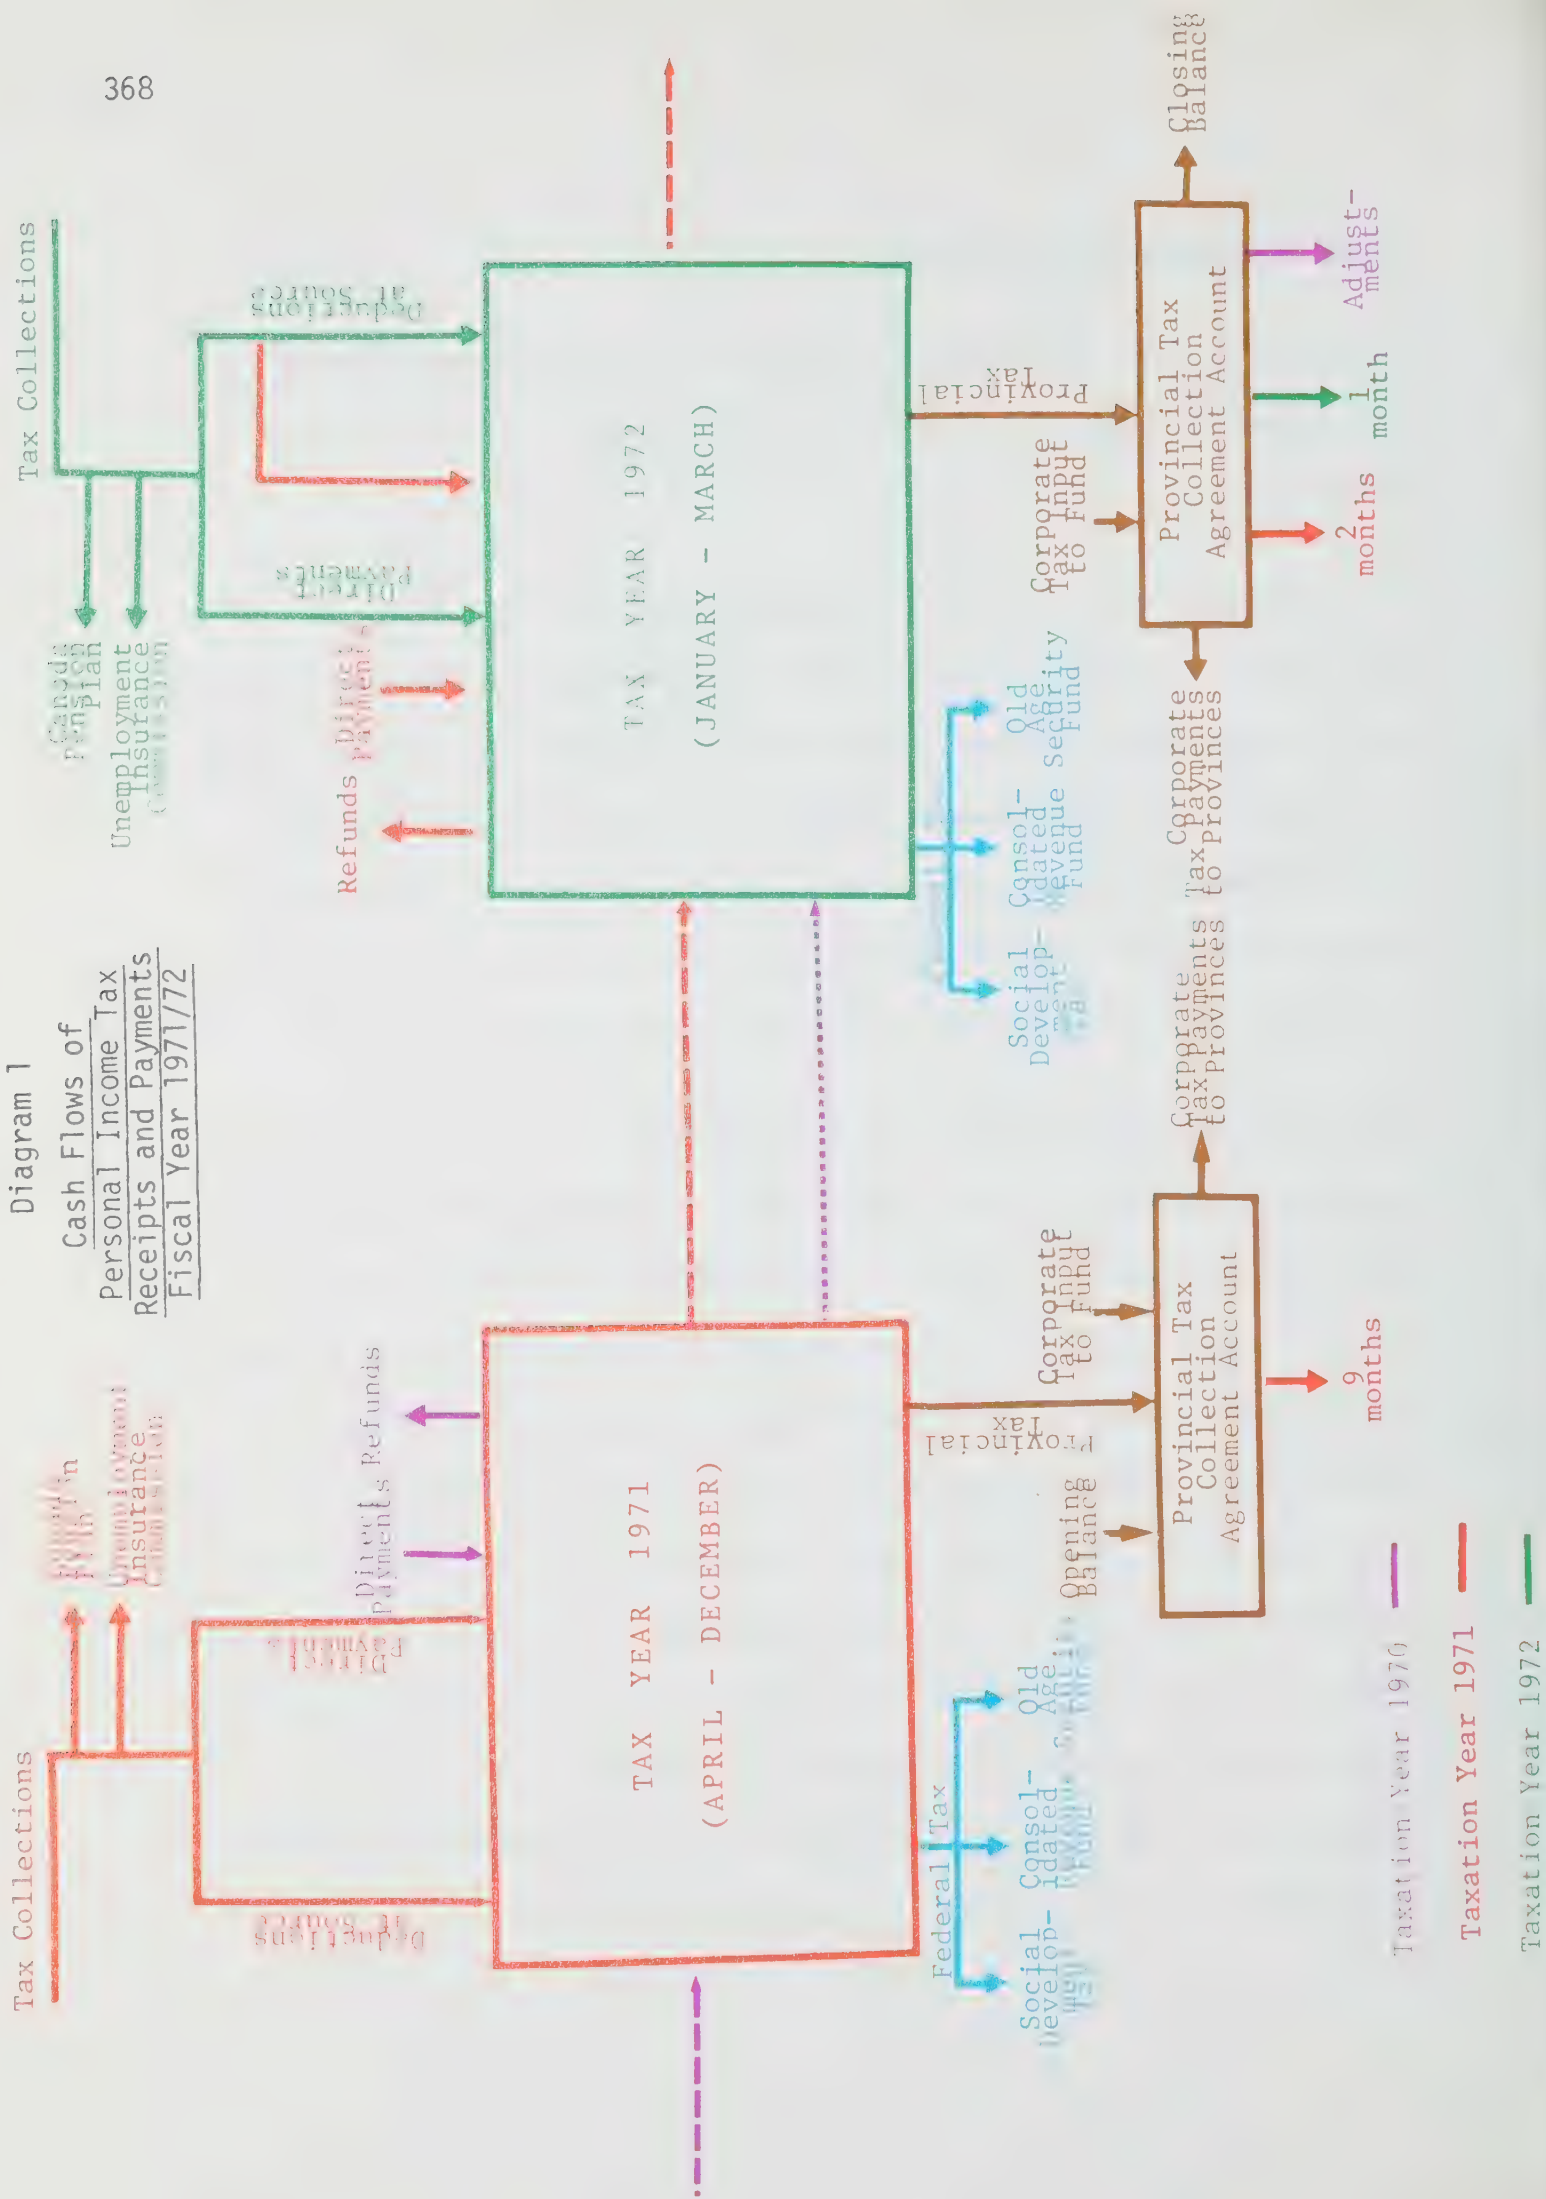 368
Diagram 1
Cash Flows of
Personal Income Tax
Receipts and Payments
Fiscal Year 1971/72
Tax Collections
Insurance
Deductions
at Source
Direct
Payments
Direct
Payments
Refunds
TAX YEAR 1971
(APRIL - DECEMBER)
Federal Tax
Social
Develop-
Consol-
idated
Old
Age
Provincial
Tax
Opening
Balance
Corporate
Tax Input
to Fund
Provincial Tax
Collection
Agreement Account
Corporate
Tax Payments
to Provinces
9
months
Tax Collections
Canada
Pension
Plan
Unemployment
Insurance
Commission
Direct
Payments
Deductions
at Source
Refunds
Direct
Payments
TAX YEAR 1972
(JANUARY - MARCH)
Social
Develop-
ment
Consol-
idated
Revenue
Fund
Old
Age
Security
Fund
Provincial
Tax
Corporate
Tax Input
to Fund
Provincial Tax
Collection
Agreement Account
Corporate
Tax Payments
to Provinces
Closing
Balance
2
months
1
month
Adjust-
ments
Taxation Year 1970
Taxation Year 1971
Taxation Year 1972